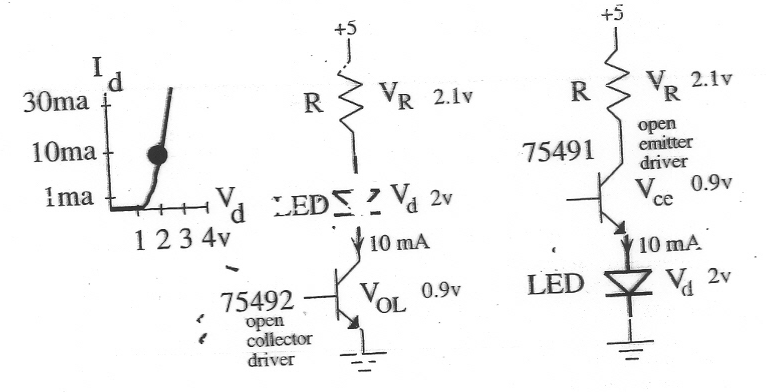 I d
30ma
10ma
1ma
V d
1 2 3 4v
+5
R V R 2.1v
LED V d 2v
10 mA
75492
open
collector
driver
V OL 0.9v
+5
R V R 2.1v
75491
open
emitter
driver
V ce 0.9v
10 mA
LED V d 2v